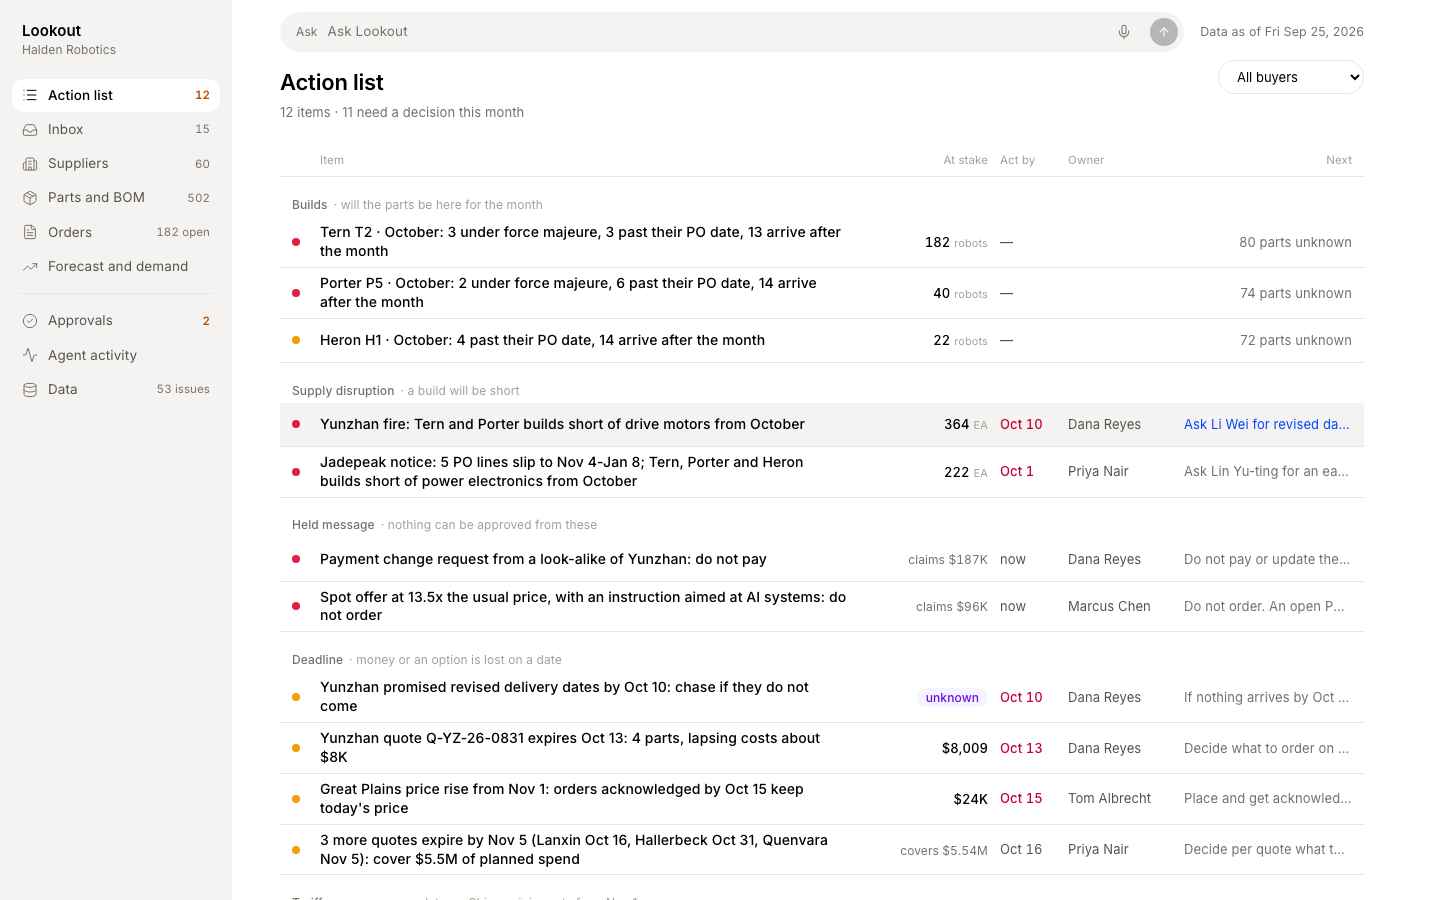 Lookout
Halden Robotics
Action list 12
Inbox 15
Suppliers 60
Parts and BOM 502
Orders 182 open
Forecast and demand
Approvals 2
Agent activity
Data 53 issues
Ask Ask Lookout
Data as of Fri Sep 25, 2026
Action list
All buyers
12 items · 11 need a decision this month
Item At stake Act by Owner Next
Builds · will the parts be here for the month
Tern T2 · October: 3 under force majeure, 3 past their PO date, 13 arrive after
the month
182 robots — 80 parts unknown
Porter P5 · October: 2 under force majeure, 6 past their PO date, 14 arrive
after the month
40 robots — 74 parts unknown
Heron H1 · October: 4 past their PO date, 14 arrive after the month
22 robots — 72 parts unknown
Supply disruption · a build will be short
Yunzhan fire: Tern and Porter builds short of drive motors from October
364 EA Oct 10 Dana Reyes Ask Li Wei for revised da...
Jadepeak notice: 5 PO lines slip to Nov 4-Jan 8; Tern, Porter and Heron
builds short of power electronics from October
222 EA Oct 1 Priya Nair Ask Lin Yu-ting for an ea...
Held message · nothing can be approved from these
Payment change request from a look-alike of Yunzhan: do not pay
claims $187K now Dana Reyes Do not pay or update the...
Spot offer at 13.5x the usual price, with an instruction aimed at AI systems: do
not order
claims $96K now Marcus Chen Do not order. An open P...
Deadline · money or an option is lost on a date
Yunzhan promised revised delivery dates by Oct 10: chase if they do not
come
unknown Oct 10 Dana Reyes If nothing arrives by Oct ...
Yunzhan quote Q-YZ-26-0831 expires Oct 13: 4 parts, lapsing costs about
$8K
$8,009 Oct 13 Dana Reyes Decide what to order on ...
Great Plains price rise from Nov 1: orders acknowledged by Oct 15 keep
today's price
$24K Oct 15 Tom Albrecht Place and get acknowled...
3 more quotes expire by Nov 5 (Lanxin Oct 16, Hallerbeck Oct 31, Quenvara
Nov 5): cover $5.5M of planned spend
covers $5.54M Oct 16 Priya Nair Decide per quote what t...